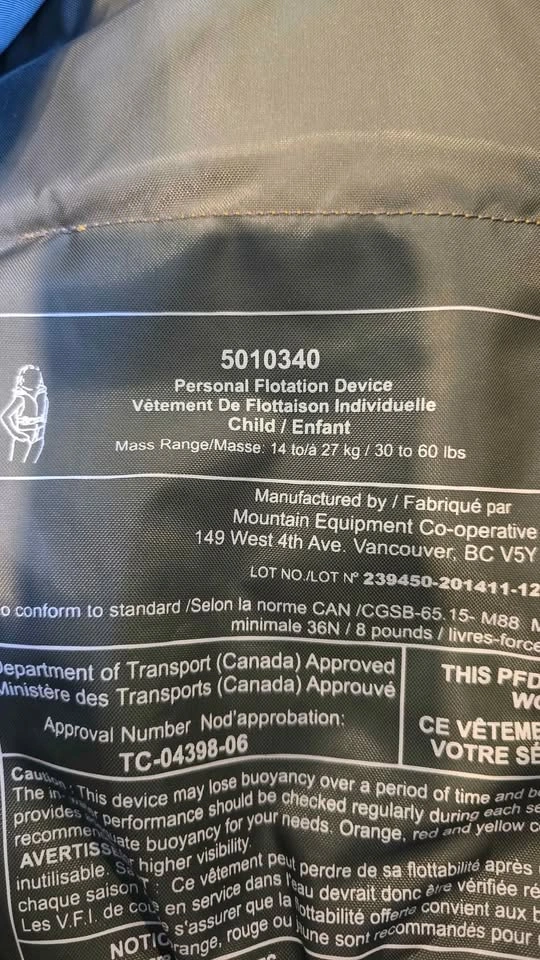 5010340
Personal Flotation Device
Vêtement De Flottaison Individuelle
Child / Enfant
Mass Range/Masse: 14 to/à 27 kg / 30 to 60 lbs
Manufactured by / Fabriqué par
Mountain Equipment Co-operative
149 West 4th Ave. Vancouver, BC V5Y
LOT NO./LOT Nº 239450-201411-12
o conform to standard /Selon la norme CAN /CGSB-65.15- M88
minimale 36N / 8 pounds / livres-force
Department of Transport (Canada) Approved
Ministère des Transports (Canada) Approuvé
Approval Number Nod'approbation:
TC-04398-06
THIS PFD
CE VÊTEME
VOTRE SÉ
This device may lose buoyancy over a period of time and
The performance should be checked regularly during each
provides buoyancy for your needs. Orange, red and yellow
higher visibility.
Ce vêtement peut perdre de sa flottabilité après
inutilisable. en service dans devrait donc être vérifiée
chaque saison s'assurer que la offerte convient aux
Les V.F.I. de rouge ou sont recommandés pour